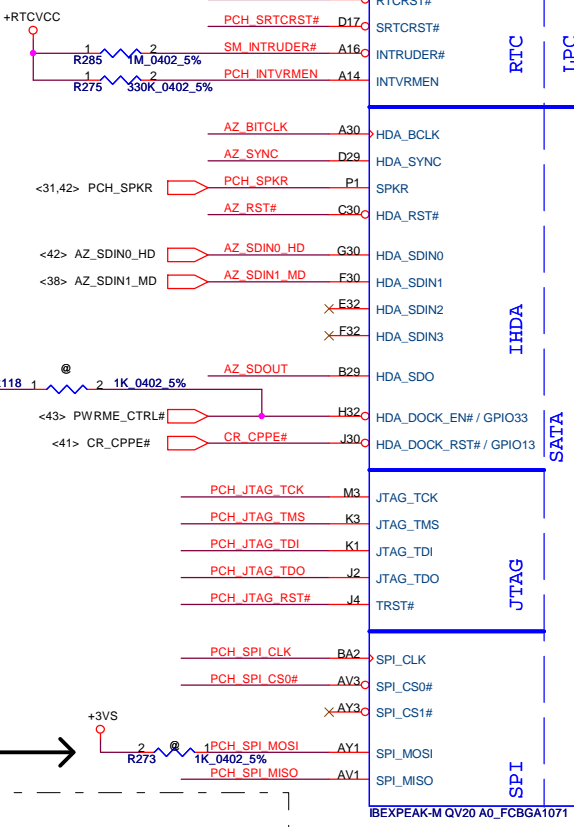 RTCRST#
+RTCVCC
PCH_SRTCRST# D17 SRTCRST#
1 2 SM_INTRUDER# A16 INTRUDER#
R285 1M_0402_5%
1 2 PCH_INTVRMEN A14 INTVRMEN
R275 330K_0402_5%
RTC
LPC
AZ_BITCLK A30 HDA_BCLK
AZ_SYNC D29 HDA_SYNC
<31,42> PCH_SPKR PCH_SPKR P1 SPKR
AZ_RST# C30 HDA_RST#
<42> AZ_SDIN0_HD AZ_SDIN0_HD G30 HDA_SDIN0
<38> AZ_SDIN1_MD AZ_SDIN1_MD F30 HDA_SDIN1
E32 HDA_SDIN2
F32 HDA_SDIN3
IHDA
AZ_SDOUT B29 HDA_SDO
@
118 1 2 1K_0402_5%
<43> PWRME_CTRL# H32 HDA_DOCK_EN# / GPIO33
<41> CR_CPPE# CR_CPPE# J30 HDA_DOCK_RST# / GPIO13
SATA
PCH_JTAG_TCK M3 JTAG_TCK
PCH_JTAG_TMS K3 JTAG_TMS
PCH_JTAG_TDI K1 JTAG_TDI
PCH_JTAG_TDO J2 JTAG_TDO
PCH_JTAG_RST# J4 TRST#
JTAG
PCH_SPI_CLK BA2 SPI_CLK
PCH_SPI_CS0# AV3 SPI_CS0#
AY3 SPI_CS1#
+3VS
2 @ 1 PCH_SPI_MOSI AY1 SPI_MOSI
R273 1K_0402_5%
PCH_SPI_MISO AV1 SPI_MISO
SPI
IBEXPEAK-M QV20 A0_FCBGA1071